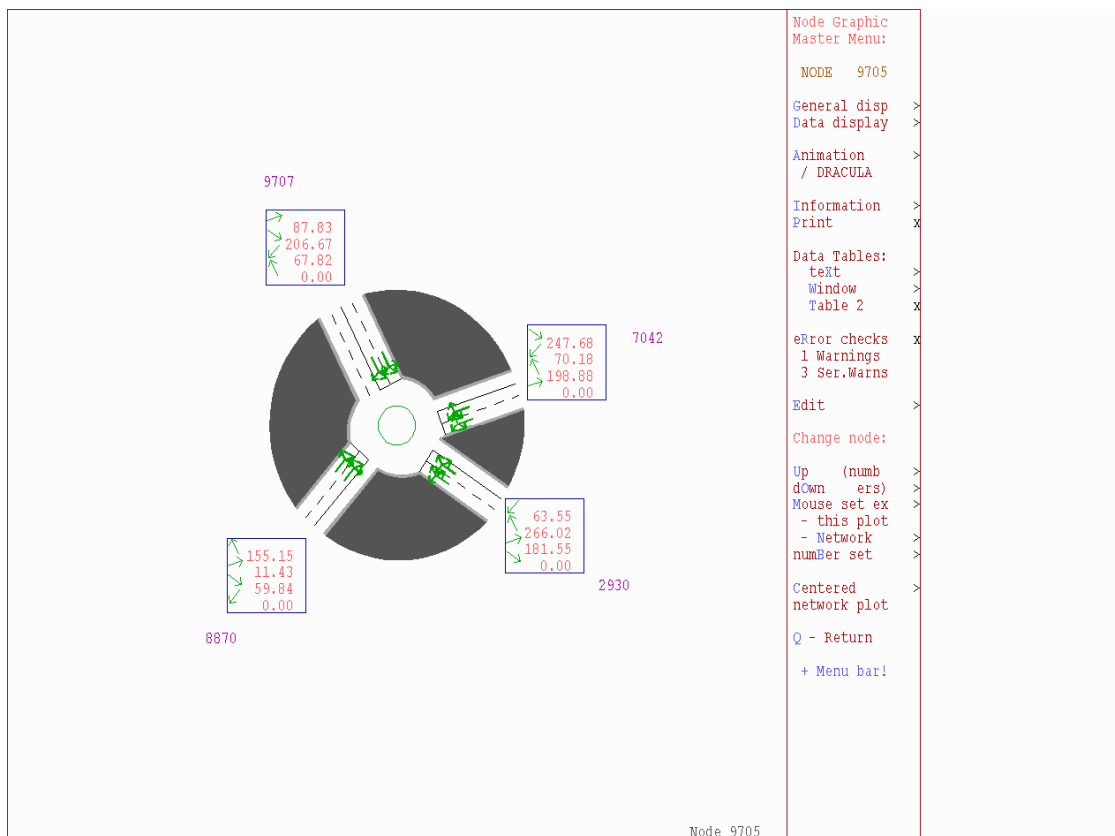 9707
87.83
206.67
67.82
0.00
7042
247.68
70.18
198.88
0.00
63.55
266.02
181.55
0.00
2930
155.15
11.43
59.84
0.00
8870
Node 9705
Node Graphic
Master Menu:
NODE 9705
General disp >
Data display >
Animation >
/ DRACULA
Information >
Print x
Data Tables:
teXt >
Window >
Table 2 x
eRror checks x
1 Warnings
3 Ser.Warns
Edit >
Change node:
Up (numb >
dOwn ers) >
Mouse set ex >
- this plot
- Network >
numBer set >
Centered >
network plot
Q - Return
+ Menu bar!